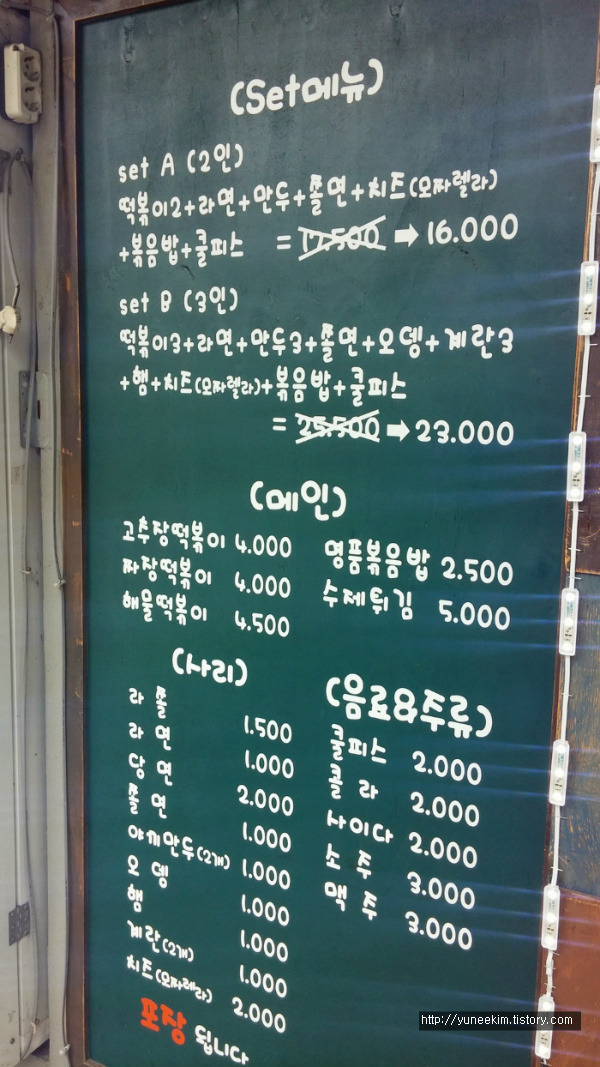 (Set메뉴)
set A (2인)
떡볶이2+라면+만두+쫄면+치즈(모짜렐라)
+볶음밥+쿨피스 = 17.500 ➡ 16.000
set B (3인)
떡볶이3+라면+만두3+쫄면+오뎅+계란3
+햄+치즈(모짜렐라)+볶음밥+쿨피스
= 25.500 ➡ 23.000
(메인)
고추장떡볶이 4.000
짜장떡볶이 4.000
해물떡볶이 4.500
명품볶음밥 2.500
수제튀김 5.000
(사리)
라쫄 1.500
라면 1.000
당면 2.000
쫄면 1.000
야끼만두(2개) 1.000
오뎅 1.000
햄 1.000
계란(2개) 1.000
치즈(모짜레라) 2.000
포장 됩니다
(음료&주류)
쿨피스 2.000
콜라 2.000
사이다 2.000
소주 3.000
맥주 3.000
http://yuneekim.tistory.com